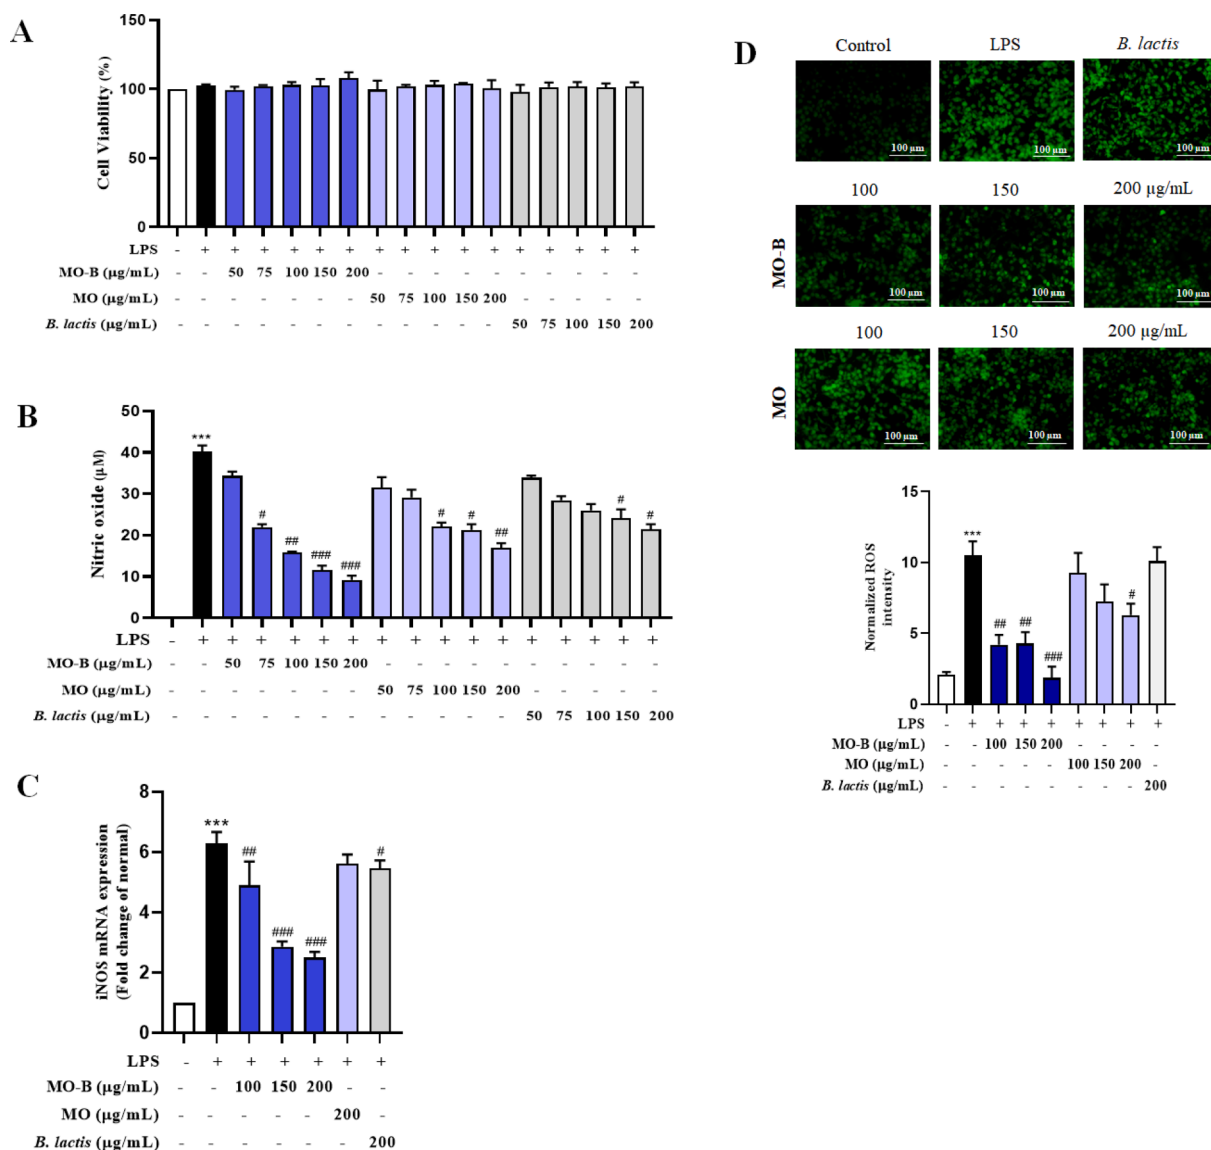 A
Cell Viability (%)
150
100
50
0
LPS - + + + + + + + + + + + + + + + +
MO-B (µg/mL) - - 50 75 100 150 200 - - - - - - - - - -
MO (µg/mL) - - - - - - - 50 75 100 150 200 - - - - -
B. lactis (µg/mL) - - - - - - - - - - - - 50 75 100 150 200
B
Nitric oxide (µM)
50
40
30
20
10
0
*** # ## ### ### # # ## # #
LPS - + + + + + + + + + + + + + + + +
MO-B (µg/mL) - - 50 75 100 150 200 - - - - - - - - - -
MO (µg/mL) - - - - - - - 50 75 100 150 200 - - - - -
B. lactis (µg/mL) - - - - - - - - - - - - 50 75 100 150 200
C
iNOS mRNA expression
(Fold change of normal)
8
6
4
2
0
*** ## ### ### #
LPS - + + + + + +
MO-B (µg/mL) - - 100 150 200 - -
MO (µg/mL) - - - - - 200 -
B. lactis (µg/mL) - - - - - - 200
D
Control LPS B. lactis
100 µm 100 µm 100 µm
100 150 200 µg/mL
MO-B
100 µm 100 µm 100 µm
100 150 200 µg/mL
MO
100 µm 100 µm 100 µm
Normalized ROS
intensity
15
10
5
0
*** ## ## ### #
LPS - + + + + + + + +
MO-B (µg/mL) - - 100 150 200 - - - -
MO (µg/mL) - - - - - 100 150 200 -
B. lactis (µg/mL) - - - - - - - - 200